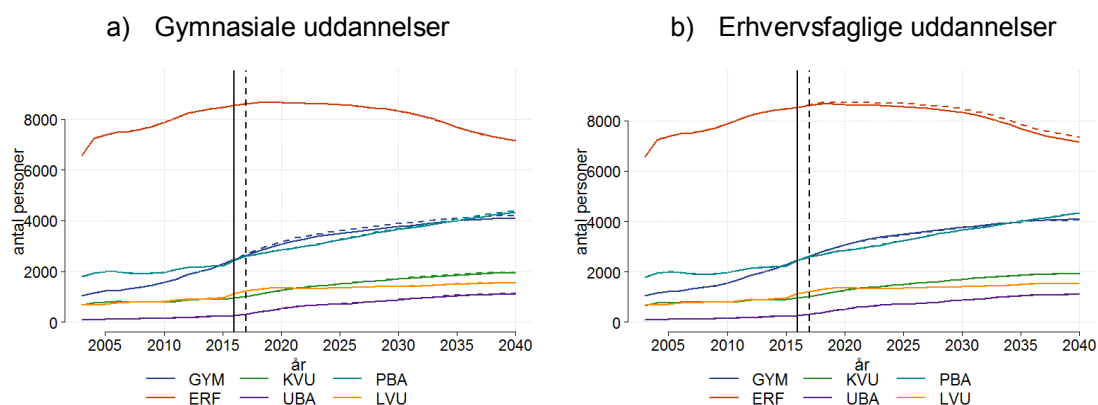 a) Gymnasiale uddannelser
antal personer
8000
6000
4000
2000
0
2005 2010 2015 2020 2025 2030 2035 2040
år
GYM KVU PBA
ERF UBA LVU
b) Erhvervsfaglige uddannelser
antal personer
8000
6000
4000
2000
0
2005 2010 2015 2020 2025 2030 2035 2040
år
GYM KVU PBA
ERF UBA LVU